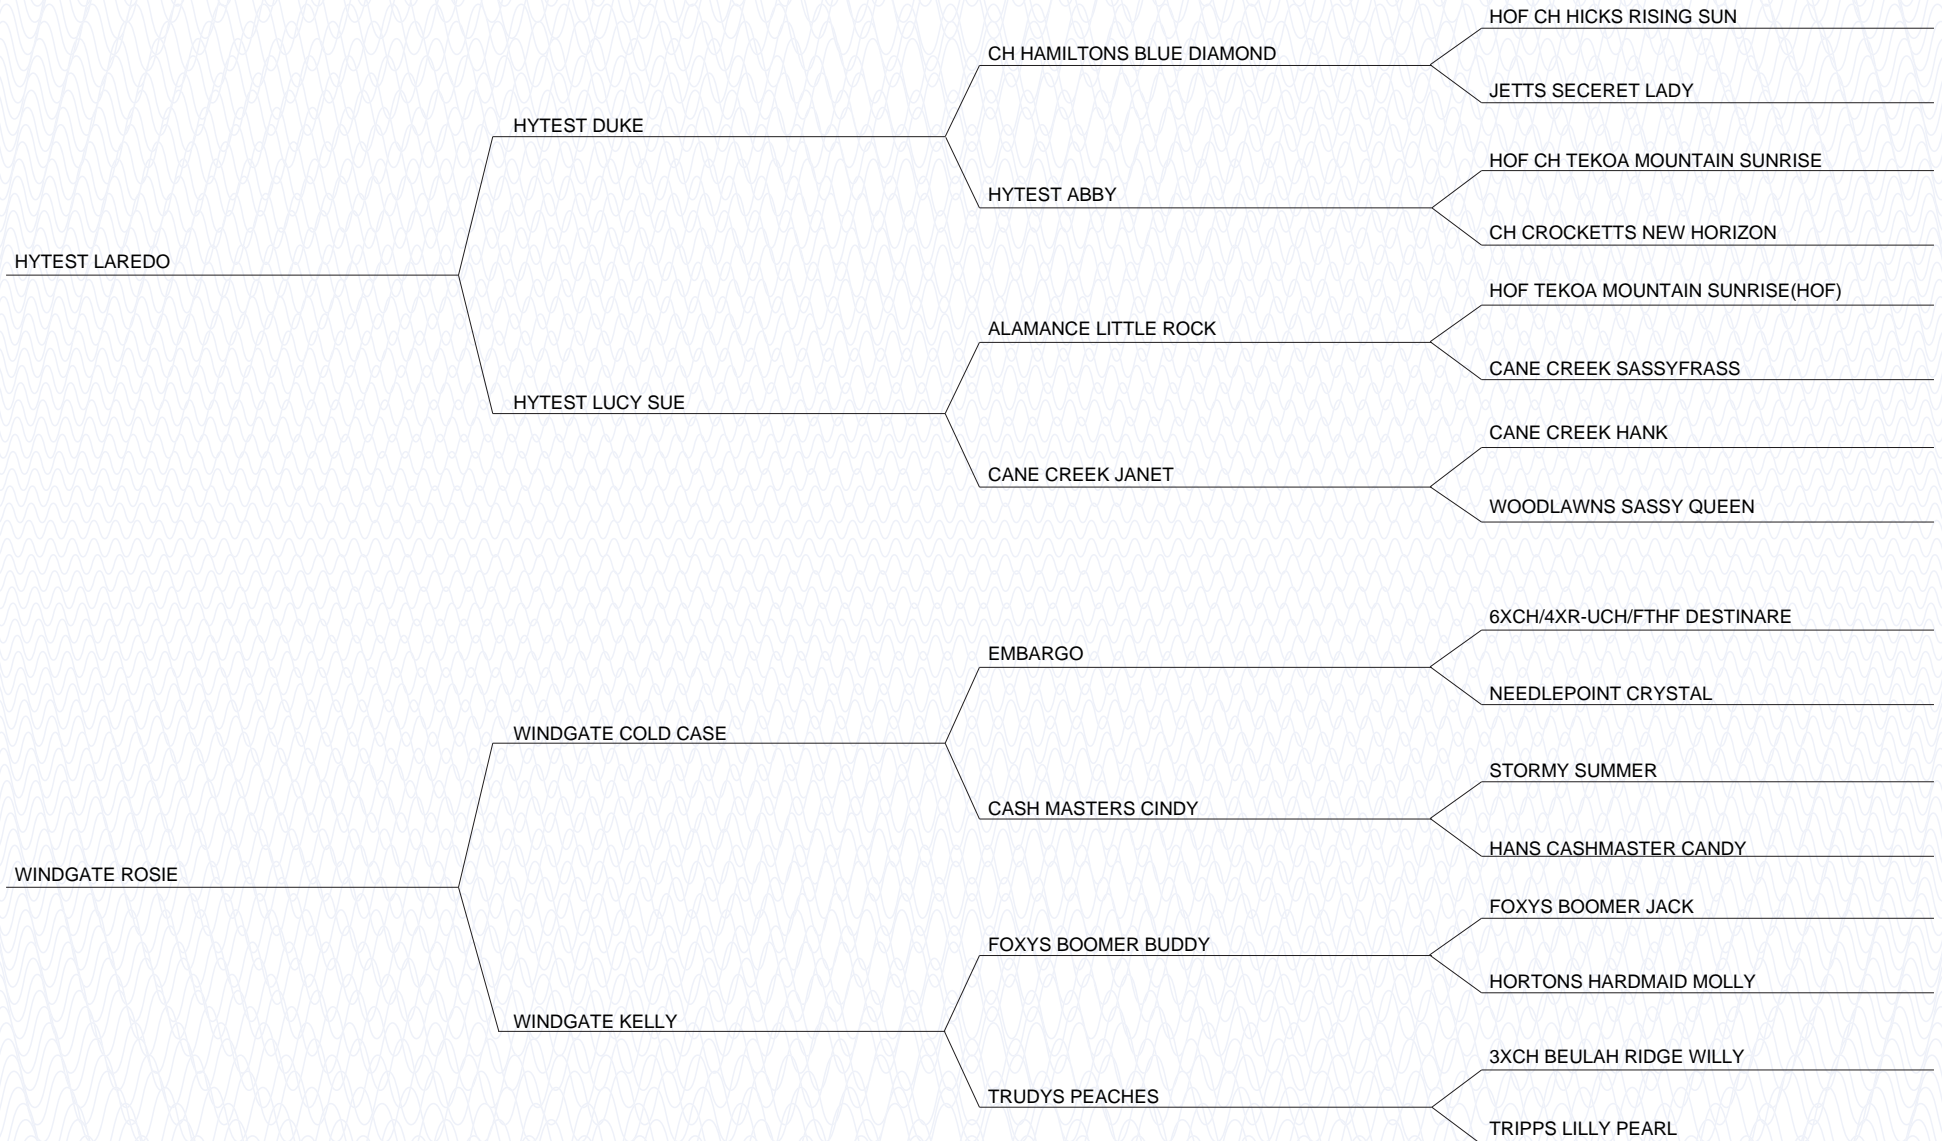 HOF CH HICKS RISING SUN
CH HAMILTONS BLUE DIAMOND
JETTS SECERET LADY
HYTEST DUKE
HOF CH TEKOA MOUNTAIN SUNRISE
HYTEST ABBY
CH CROCKETTS NEW HORIZON
HYTEST LAREDO
HOF TEKOA MOUNTAIN SUNRISE(HOF)
ALAMANCE LITTLE ROCK
CANE CREEK SASSYFRASS
HYTEST LUCY SUE
CANE CREEK HANK
CANE CREEK JANET
WOODLAWNS SASSY QUEEN
6XCH/4XR-UCH/FTHF DESTINARE
EMBARGO
NEEDLEPOINT CRYSTAL
WINDGATE COLD CASE
STORMY SUMMER
CASH MASTERS CINDY
HANS CASHMASTER CANDY
WINDGATE ROSIE
FOXYS BOOMER JACK
FOXYS BOOMER BUDDY
HORTONS HARDMAID MOLLY
WINDGATE KELLY
3XCH BEULAH RIDGE WILLY
TRUDYS PEACHES
TRIPPS LILLY PEARL